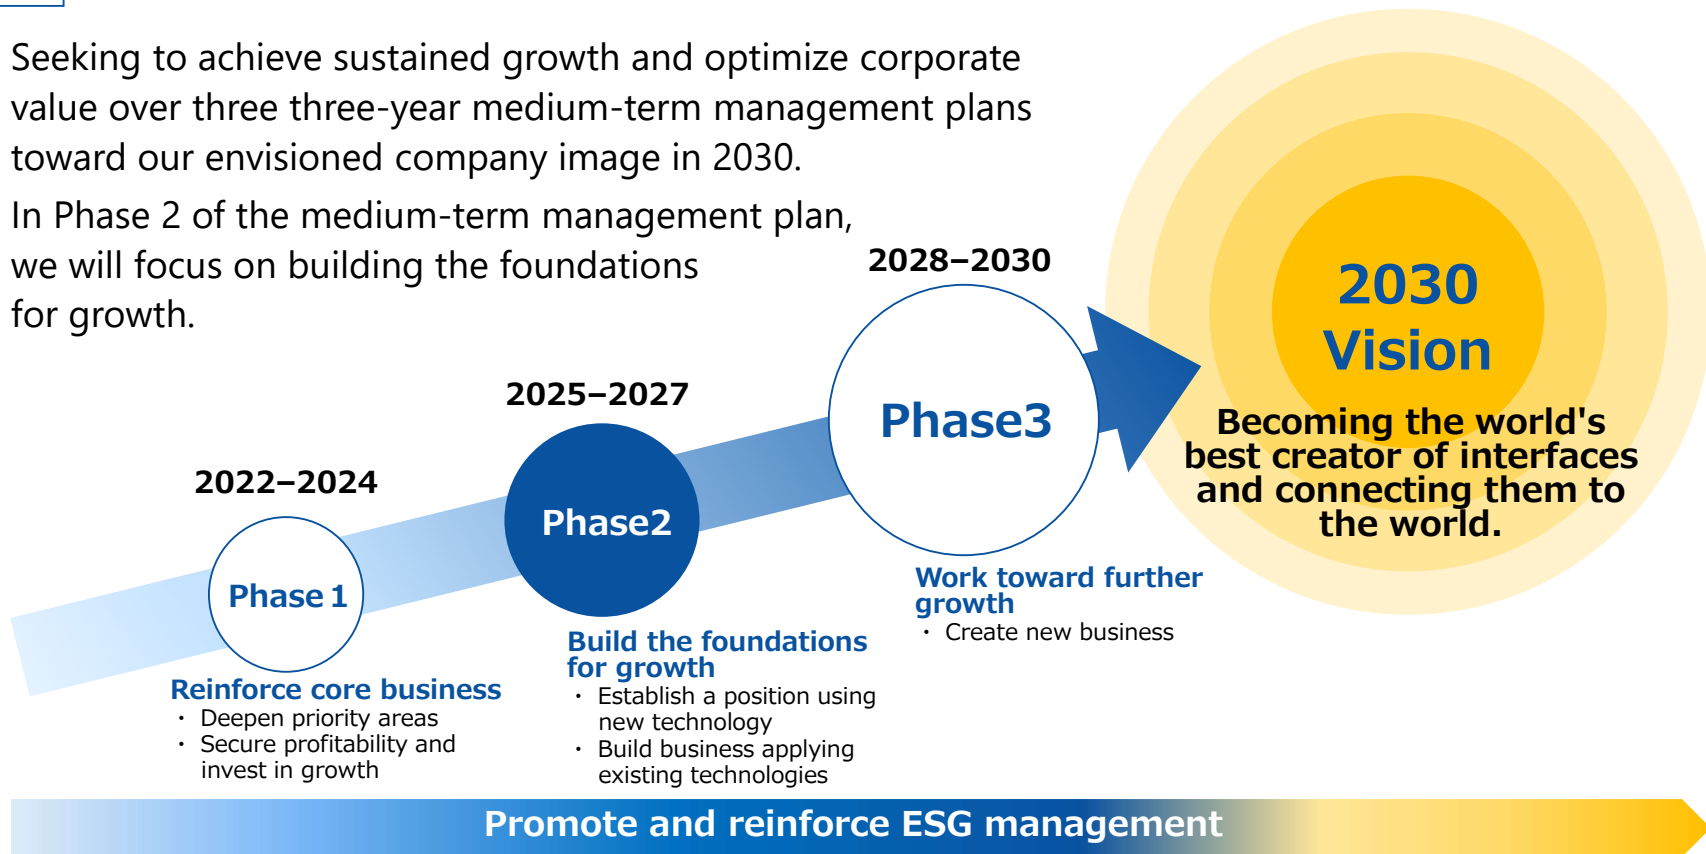 Seeking to achieve sustained growth and optimize corporate
value over three three-year medium-term management plans
toward our envisioned company image in 2030.
In Phase 2 of the medium-term management plan,
we will focus on building the foundations
for growth.
2022–2024
Phase 1
Reinforce core business
・ Deepen priority areas
・ Secure profitability and
invest in growth
2025–2027
Phase2
Build the foundations
for growth
・ Establish a position using
new technology
・ Build business applying
existing technologies
2028–2030
Phase3
Work toward further
growth
・ Create new business
2030
Vision
Becoming the world's
best creator of interfaces
and connecting them to
the world.
Promote and reinforce ESG management